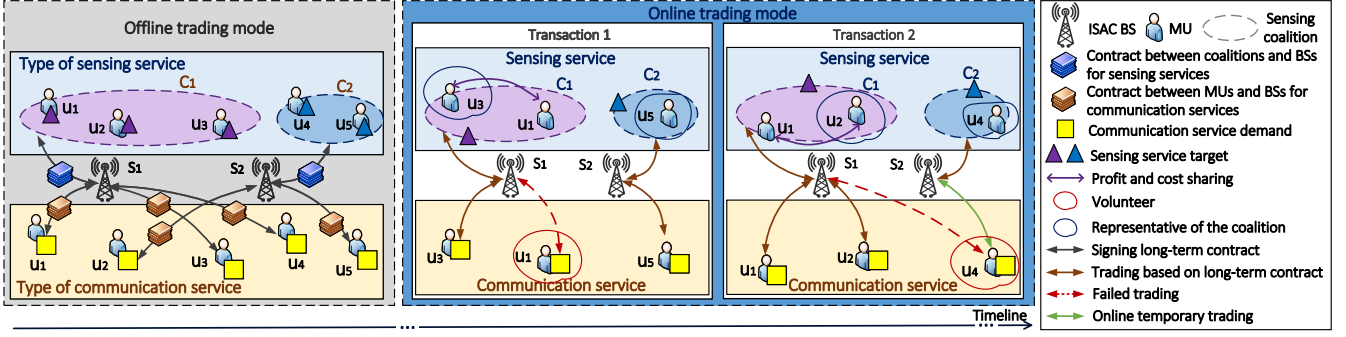 Offline trading mode
Type of sensing service
C1
C2
u1
u2
u3
u4
u5
S1
S2
u1
u2
u3
u4
u5
Type of communication service
Online trading mode
Transaction 1
Sensing service
C1
C2
u3
u1
u5
S1
S2
u3
u1
u5
Communication service
Transaction 2
Sensing service
C1
C2
u1
u2
u4
S1
S2
u1
u2
u4
Communication service
...
Timeline
...
ISAC BS
MU
Sensing
coalition
Contract between coalitions and BSs
for sensing services
Contract between MUs and BSs for
communication services
Communication service demand
Sensing service target
Profit and cost sharing
Volunteer
Representative of the coalition
Signing long-term contract
Trading based on long-term contract
Failed trading
Online temporary trading